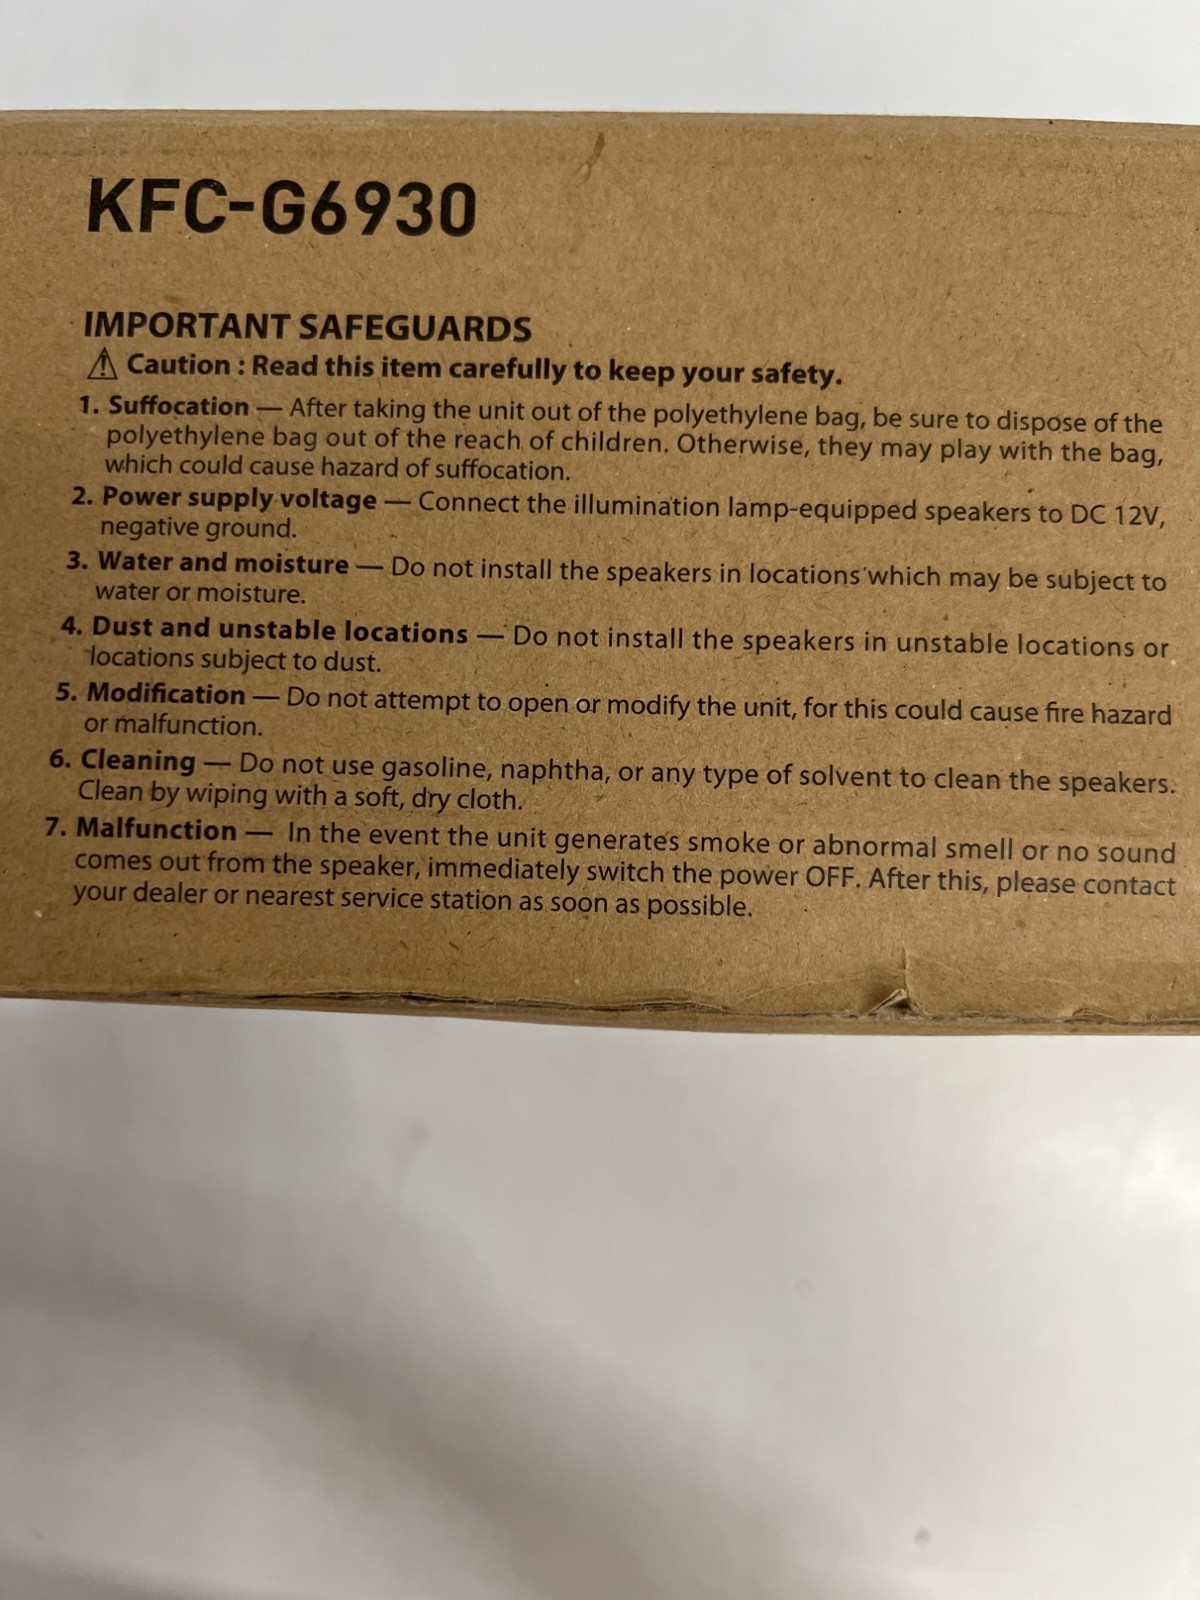 KFC-G6930
IMPORTANT SAFEGUARDS
⚠ Caution : Read this item carefully to keep your safety.
1. Suffocation — After taking the unit out of the polyethylene bag, be sure to dispose of the
polyethylene bag out of the reach of children. Otherwise, they may play with the bag,
which could cause hazard of suffocation.
2. Power supply voltage — Connect the illumination lamp-equipped speakers to DC 12V,
negative ground.
3. Water and moisture — Do not install the speakers in locations which may be subject to
water or moisture.
4. Dust and unstable locations — Do not install the speakers in unstable locations or
locations subject to dust.
5. Modification — Do not attempt to open or modify the unit, for this could cause fire hazard
or malfunction.
6. Cleaning — Do not use gasoline, naphtha, or any type of solvent to clean the speakers.
Clean by wiping with a soft, dry cloth.
7. Malfunction — In the event the unit generates smoke or abnormal smell or no sound
comes out from the speaker, immediately switch the power OFF. After this, please contact
your dealer or nearest service station as soon as possible.